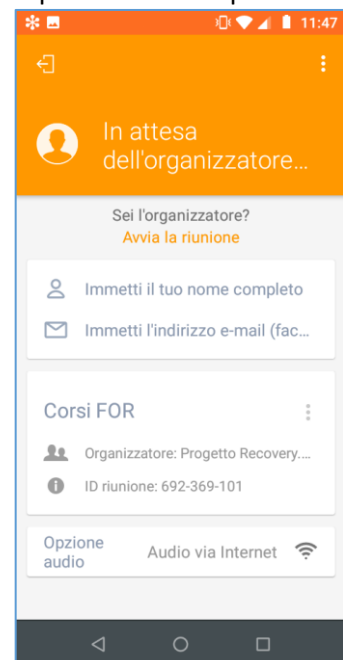 11:47
In attesa
dell'organizzatore...
Sei l'organizzatore?
Avvia la riunione
Immetti il tuo nome completo
Immetti l'indirizzo e-mail (fac...
Corsi FOR
Organizzatore: Progetto Recovery....
ID riunione: 692-369-101
Opzione
audio
Audio via Internet